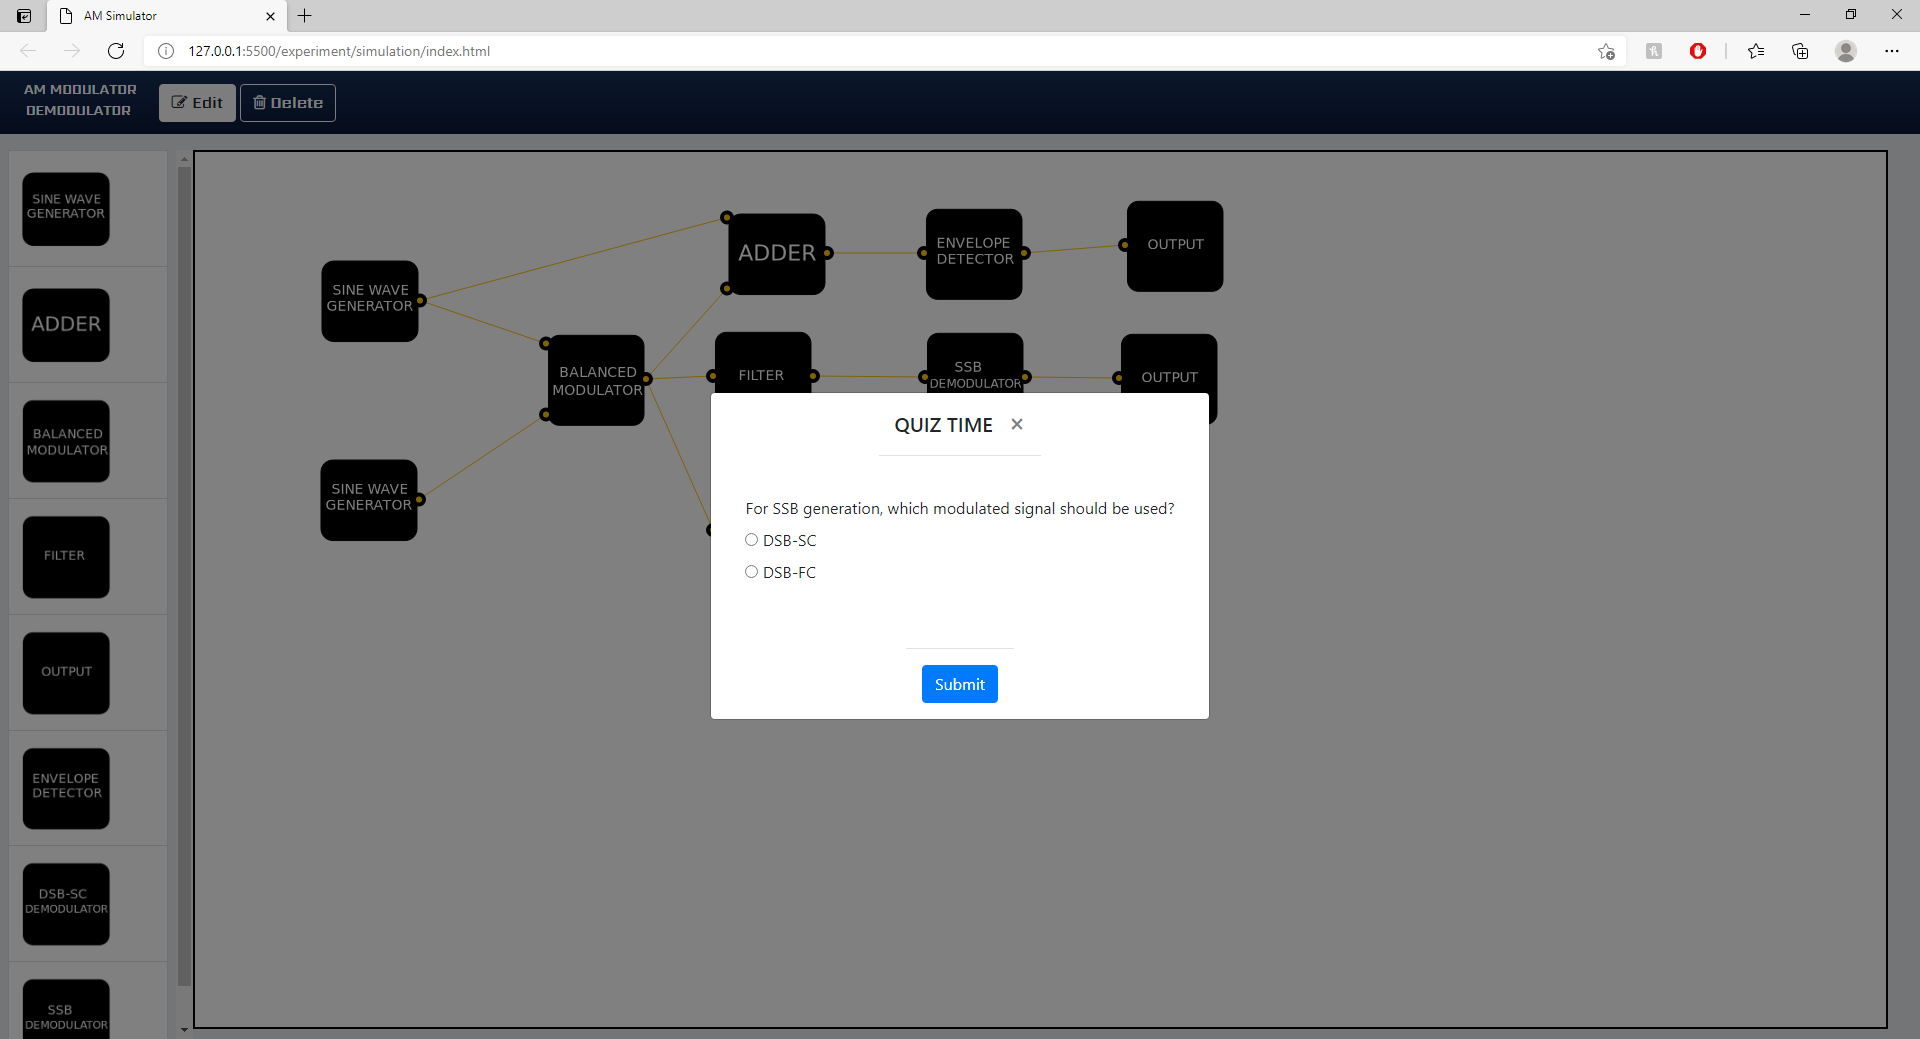 AM Simulator
127.0.0.1:5500/experiment/simulation/index.html
AM MODULATOR
DEMODULATOR
Edit
Delete
SINE WAVE
GENERATOR
ADDER
BALANCED
MODULATOR
FILTER
OUTPUT
ENVELOPE
DETECTOR
DSB-SC
DEMODULATOR
SSB
DEMODULATOR
SINE WAVE
GENERATOR
SINE WAVE
GENERATOR
BALANCED
MODULATOR
ADDER
ENVELOPE
DETECTOR
OUTPUT
FILTER
SSB
DEMODULATOR
OUTPUT
QUIZ TIME ×
For SSB generation, which modulated signal should be used?
DSB-SC
DSB-FC
Submit